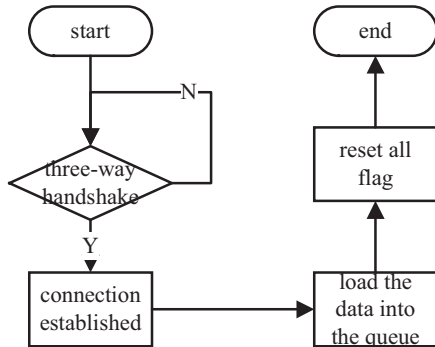 start
N
three-way
handshake
Y
connection
established
load the
data into
the queue
reset all
flag
end